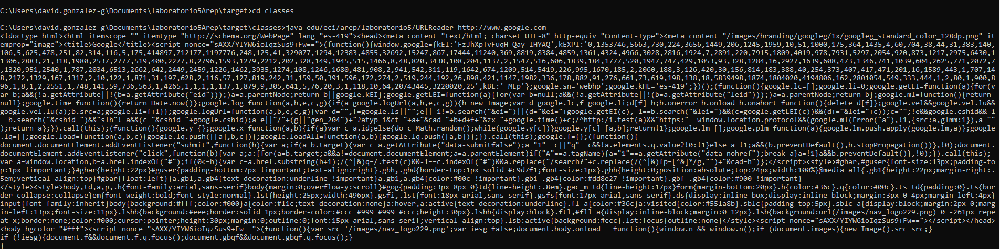 C:\Users\david.gonzalez-g\Documents\laboratorio5Arep\target>cd classes
C:\Users\david.gonzalez-g\Documents\laboratorio5Arep\target\classes>java edu/eci/arep/laboratorio5/URLReader http://www.google.com
<!doctype html><html itemscope="" itemtype="http://schema.org/WebPage" lang="es-419"><head><meta content="text/html; charset=UTF-8" http-equiv="Content-Type"><meta content="/images/branding/googleg/1x/googleg_standard_color_128dp.png" it
emprop="image"><title>Google</title><script nonce="sAXX/YIYW6ioIqzSus9+Fw==">(function(){window.google={kEI:'FzJhXpTvFuqH_Qay_IHYAQ',kEXPI:'0,1353746,5663,730,224,3656,1449,206,1245,1959,10,51,1000,175,364,1435,4,60,704,38,44,31,383,140,
106,5,625,478,251,82,314,116,5,175,414897,712177,1197776,248,125,41,329077,1294,12383,4855,32692,15247,867,17444,11240,369,8819,8384,4859,1361,4324,4966,3028,2816,1924,7,2891,220,7915,1809,4019,978,7931,5297,2054,920,873,1217,2975,6430,1
1306,2883,21,318,1980,2537,2777,519,400,2277,8,2796,1593,1279,2212,202,328,149,1945,515,1466,8,48,820,3438,108,204,1137,2,1547,516,606,1839,184,1777,520,1947,747,429,1053,93,328,1284,16,2927,1639,608,473,1346,741,1039,604,2625,771,2072,7
,1320,951,2540,1,787,2034,6513,2662,642,2449,2459,1226,1462,3935,1274,108,1246,1680,481,908,2,941,542,311,119,1642,674,1209,514,5419,226,995,1670,185,2,2060,188,3,126,420,30,156,814,183,388,40,254,373,407,417,471,201,16,1589,443,1,707,14
8,2172,1329,167,1317,2,10,122,1,871,31,197,628,2,116,57,127,819,242,31,159,50,391,596,172,274,2,519,244,192,26,898,421,1147,1982,336,178,882,91,276,661,73,619,198,138,18,5839498,1874,1804020,4194806,162,2801054,549,333,444,1,2,80,1,900,8
96,1,8,1,2,2551,1,748,141,59,736,563,1,4265,1,1,1,1,137,1,879,9,305,641,5,76,20,3,1,118,10,64,20743445,3220020,25',kBL:'_MEp'};google.sn='webhp';google.kHL='es-419';})();(function(){google.lc=[];google.li=0;google.getEI=function(a){for(v
ar b;a&&(!a.getAttribute||!(b=a.getAttribute("eid")));)a=a.parentNode;return b||google.kEI};google.getLEI=function(a){for(var b=null;a&&(!a.getAttribute||!(b=a.getAttribute("leid")));)a=a.parentNode;return b};google.ml=function(){return
null};google.time=function(){return Date.now()};google.log=function(a,b,e,c,g){if(a=google.logUrl(a,b,e,c,g)){b=new Image;var d=google.lc,f=google.li;d[f]=b;b.onerror=b.onload=b.onabort=function(){delete d[f]};google.vel&&google.vel.lu&&
google.vel.lu(a);b.src=a;google.li=f+1}};google.logUrl=function(a,b,e,c,g){var d="",f=google.ls||"";e||-1!=b.search("&ei=")||(d="&ei="+google.getEI(c),-1==b.search("&lei=")&&(c=google.getLEI(c))&&(d+="&lei="+c));c="";!e&&google.cshid&&-1
==b.search("&cshid=")&&"slh"!=a&&(c="&cshid="+google.cshid);a=e||"/"+(g||"gen_204")+"?atyp=i&ct="+a+"&cad="+b+d+f+"&zx="+google.time()+c;/^http:/i.test(a)&&"https:"==window.location.protocol&&(google.ml(Error("a"),!1,{src:a,glmm:1}),a=""
);return a};}).call(this);(function(){google.y={};google.x=function(a,b){if(a)var c=a.id;else{do c=Math.random();while(google.y[c])}google.y[c]=[a,b];return!1};google.lm=[];google.plm=function(a){google.lm.push.apply(google.lm,a)};google
.lq=[];google.load=function(a,b,c){google.lq.push([[a],b,c])};google.loadAll=function(a,b){google.lq.push([a,b])};}).call(this);google.f={};(function(){
document.documentElement.addEventListener("submit",function(b){var a;if(a=b.target){var c=a.getAttribute("data-submitfalse");a="1"==c||"q"==c&&!a.elements.q.value?!0:!1}else a=!1;a&&(b.preventDefault(),b.stopPropagation())},!0);document.
documentElement.addEventListener("click",function(b){var a;a:{for(a=b.target;a&&a!=document.documentElement;a=a.parentElement)if("A"==a.tagName){a="1"==a.getAttribute("data-nohref");break a}a=!1}a&&b.preventDefault()},!0);}).call(this);
var a=window.location,b=a.href.indexOf("#");if(0<=b){var c=a.href.substring(b+1);/(^|&)q=/.test(c)&&-1==c.indexOf("#")&&a.replace("/search?"+c.replace(/(^|&)fp=[^&]*/g,"")+"&cad=h")};</script><style>#gbar,#guser{font-size:13px;padding-to
p:1px !important;}#gbar{height:22px}#guser{padding-bottom:7px !important;text-align:right}.gbh,.gbd{border-top:1px solid #c9d7f1;font-size:1px}.gbh{height:0;position:absolute;top:24px;width:100%}@media all{.gb1{height:22px;margin-right:.
5em;vertical-align:top}#gbar{float:left}}a.gb1,a.gb4{text-decoration:underline !important}a.gb1,a.gb4{color:#00c !important}.gbi .gb4{color:#dd8e27 !important}.gbf .gb4{color:#900 !important}
</style><style>body,td,a,p,.h{font-family:arial,sans-serif}body{margin:0;overflow-y:scroll}#gog{padding:3px 8px 0}td{line-height:.8em}.gac_m td{line-height:17px}form{margin-bottom:20px}.h{color:#36c}.q{color:#00c}.ts td{padding:0}.ts{bor
der-collapse:collapse}em{font-weight:bold;font-style:normal}.lst{height:25px;width:496px}.gsfi,.lst{font:18px arial,sans-serif}.gsfs{font:17px arial,sans-serif}.ds{display:inline-box;display:inline-block;margin:3px 0 4px;margin-left:4px}
input{font-family:inherit}body{background:#fff;color:#000}a{color:#11c;text-decoration:none}a:hover,a:active{text-decoration:underline}.fl a{color:#36c}a:visited{color:#551a8b}.sblc{padding-top:5px}.sblc a{display:block;margin:2px 0;marg
in-left:13px;font-size:11px}.lsbb{background:#eee;border:solid 1px;border-color:#ccc #999 #999 #ccc;height:30px}.lsbb{display:block}.ftl,#fll a{display:inline-block;margin:0 12px}.lsb{background:url(/images/nav_logo229.png) 0 -261px repe
at-x;border:none;color:#000;cursor:pointer;height:30px;margin:0;outline:0;font:15px arial,sans-serif;vertical-align:top}.lsb:active{background:#ccc}.lst:focus{outline:none}</style><script nonce="sAXX/YIYW6ioIqzSus9+Fw=="></script></head>
<body bgcolor="#fff"><script nonce="sAXX/YIYW6ioIqzSus9+Fw==">(function(){var src='/images/nav_logo229.png';var iesg=false;document.body.onload = function(){window.n && window.n();if (document.images){new Image().src=src;}
if (!iesg){document.f&&document.f.q.focus();document.gbqf&&document.gbqf.q.focus();}
}